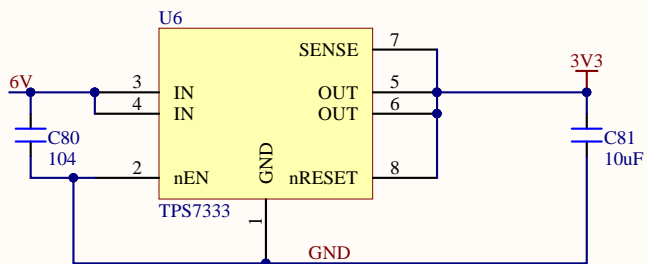 U6
SENSE 7
3V3
6V 3 IN OUT 5
4 IN OUT 6
C80
104
C81
10uF
2 nEN GND nRESET 8
TPS7333
1
GND